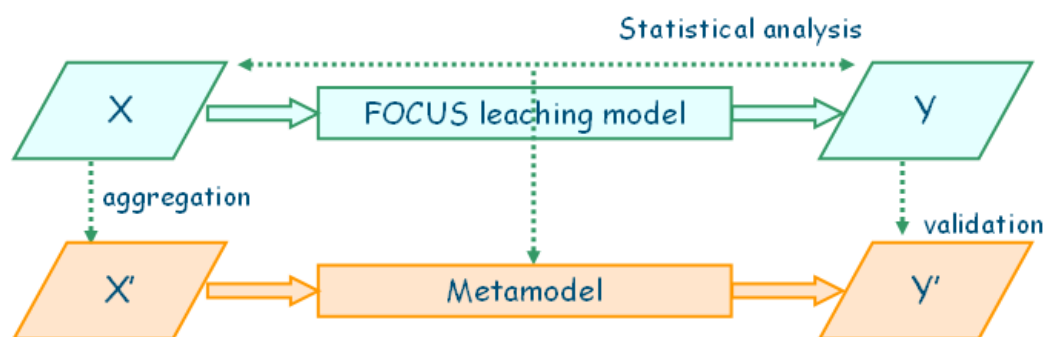 Statistical analysis
X
FOCUS leaching model
Y
aggregation
validation
X'
Metamodel
Y'